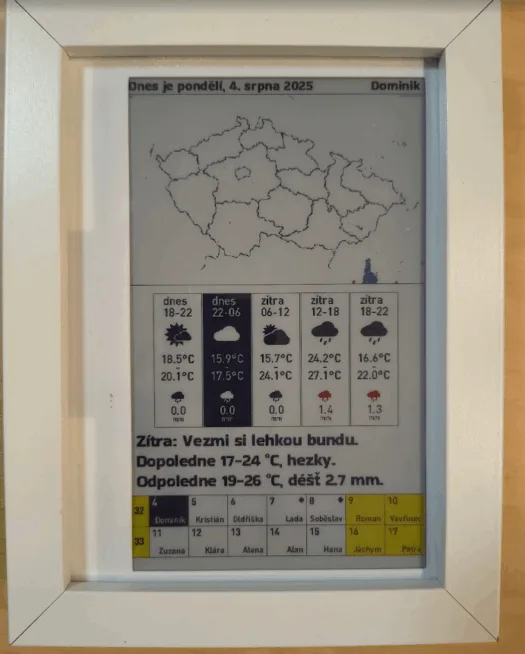 Dnes je pondělí, 4. srpna 2025 Dominik
dnes dnes zítra zítra zítra
18-22 22-06 06-12 12-18 18-22
18.5°C 15.9°C 15.7°C 24.2°C 16.6°C
- - - - -
20.1°C 17.5°C 24.1°C 27.1°C 22.0°C
0.0 0.0 0.0 1.4 1.3
mm mm mm mm mm
Zítra: Vezmi si lehkou bundu.
Dopoledne 17-24 °C, hezky.
Odpoledne 19-26 °C, déšť 2.7 mm.
32 4 5 6 7 8 9 10
Dominik Kristián Oldřiška Lada Soběslav Roman Vavřinec
33 11 12 13 14 15 16 17
Zuzana Klára Alena Alan Hana Jáchym Petra